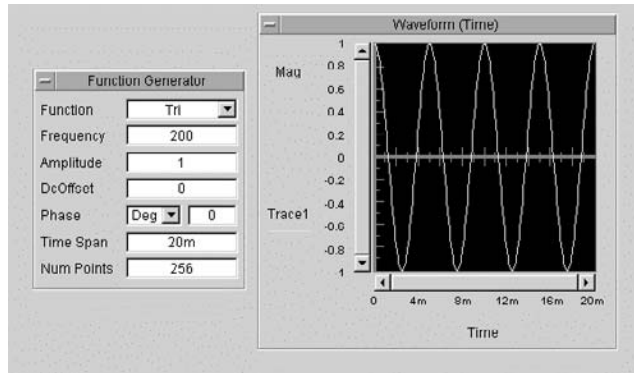 Function Generator
Function Tri
Frequency 200
Amplitude 1
DcOffset 0
Phase Deg 0
Time Span 20m
Num Points 256
Waveform (Time)
Mag
Trace1
1
0.8
0.6
0.4
0.2
0
-0.2
-0.4
-0.6
-0.8
1
0 4m 8m 12m 16m 20m
Time